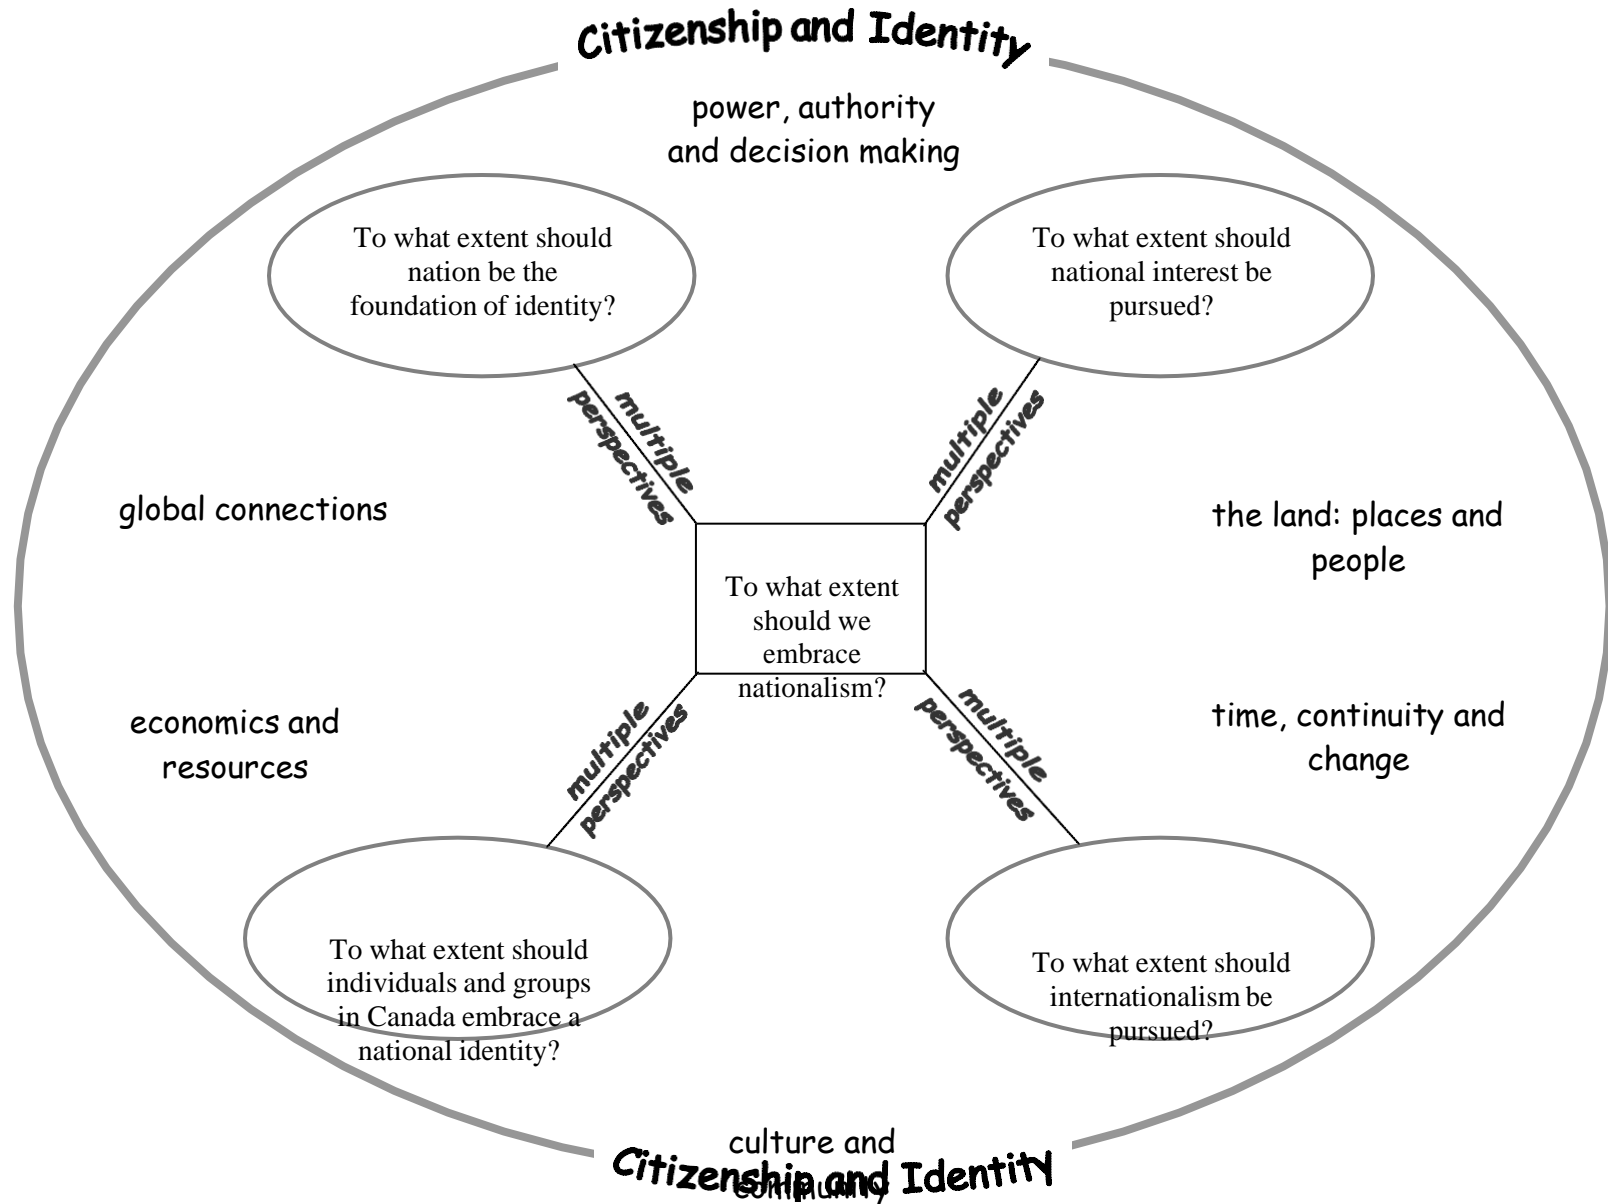 Citizenship and Identity
power, authority
and decision making
To what extent should
nation be the
foundation of identity?
To what extent should
national interest be
pursued?
multiple
perspectives
multiple
perspectives
global connections
the land: places and
people
To what extent
should we
embrace
nationalism?
economics and
resources
time, continuity and
change
multiple
perspectives
multiple
perspectives
To what extent should
individuals and groups
in Canada embrace a
national identity?
To what extent should
internationalism be
pursued?
culture and
community
Citizenship and Identity